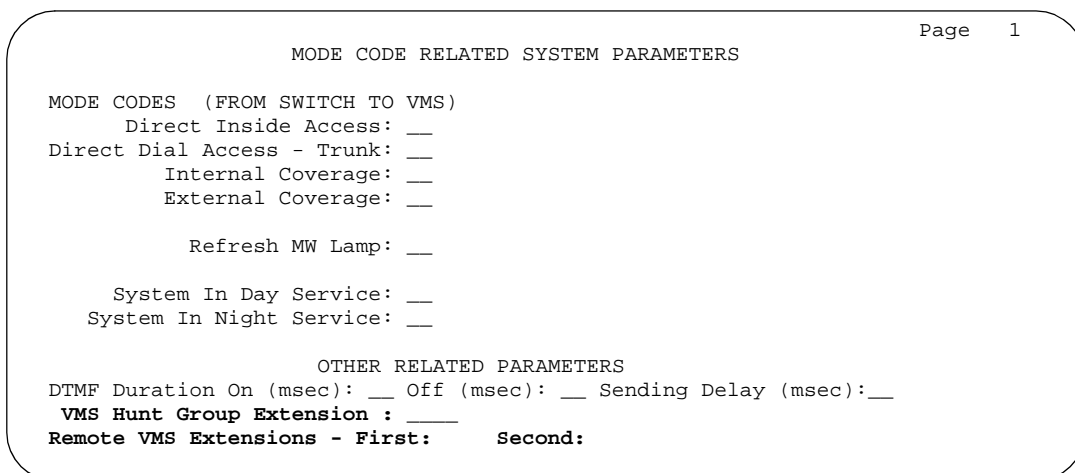 Page 1
MODE CODE RELATED SYSTEM PARAMETERS
MODE CODES (FROM SWITCH TO VMS)
Direct Inside Access: __
Direct Dial Access - Trunk: __
Internal Coverage: __
External Coverage: __
Refresh MW Lamp: __
System In Day Service: __
System In Night Service: __
OTHER RELATED PARAMETERS
DTMF Duration On (msec): __ Off (msec): __ Sending Delay (msec):__
VMS Hunt Group Extension : ____
Remote VMS Extensions - First: Second: